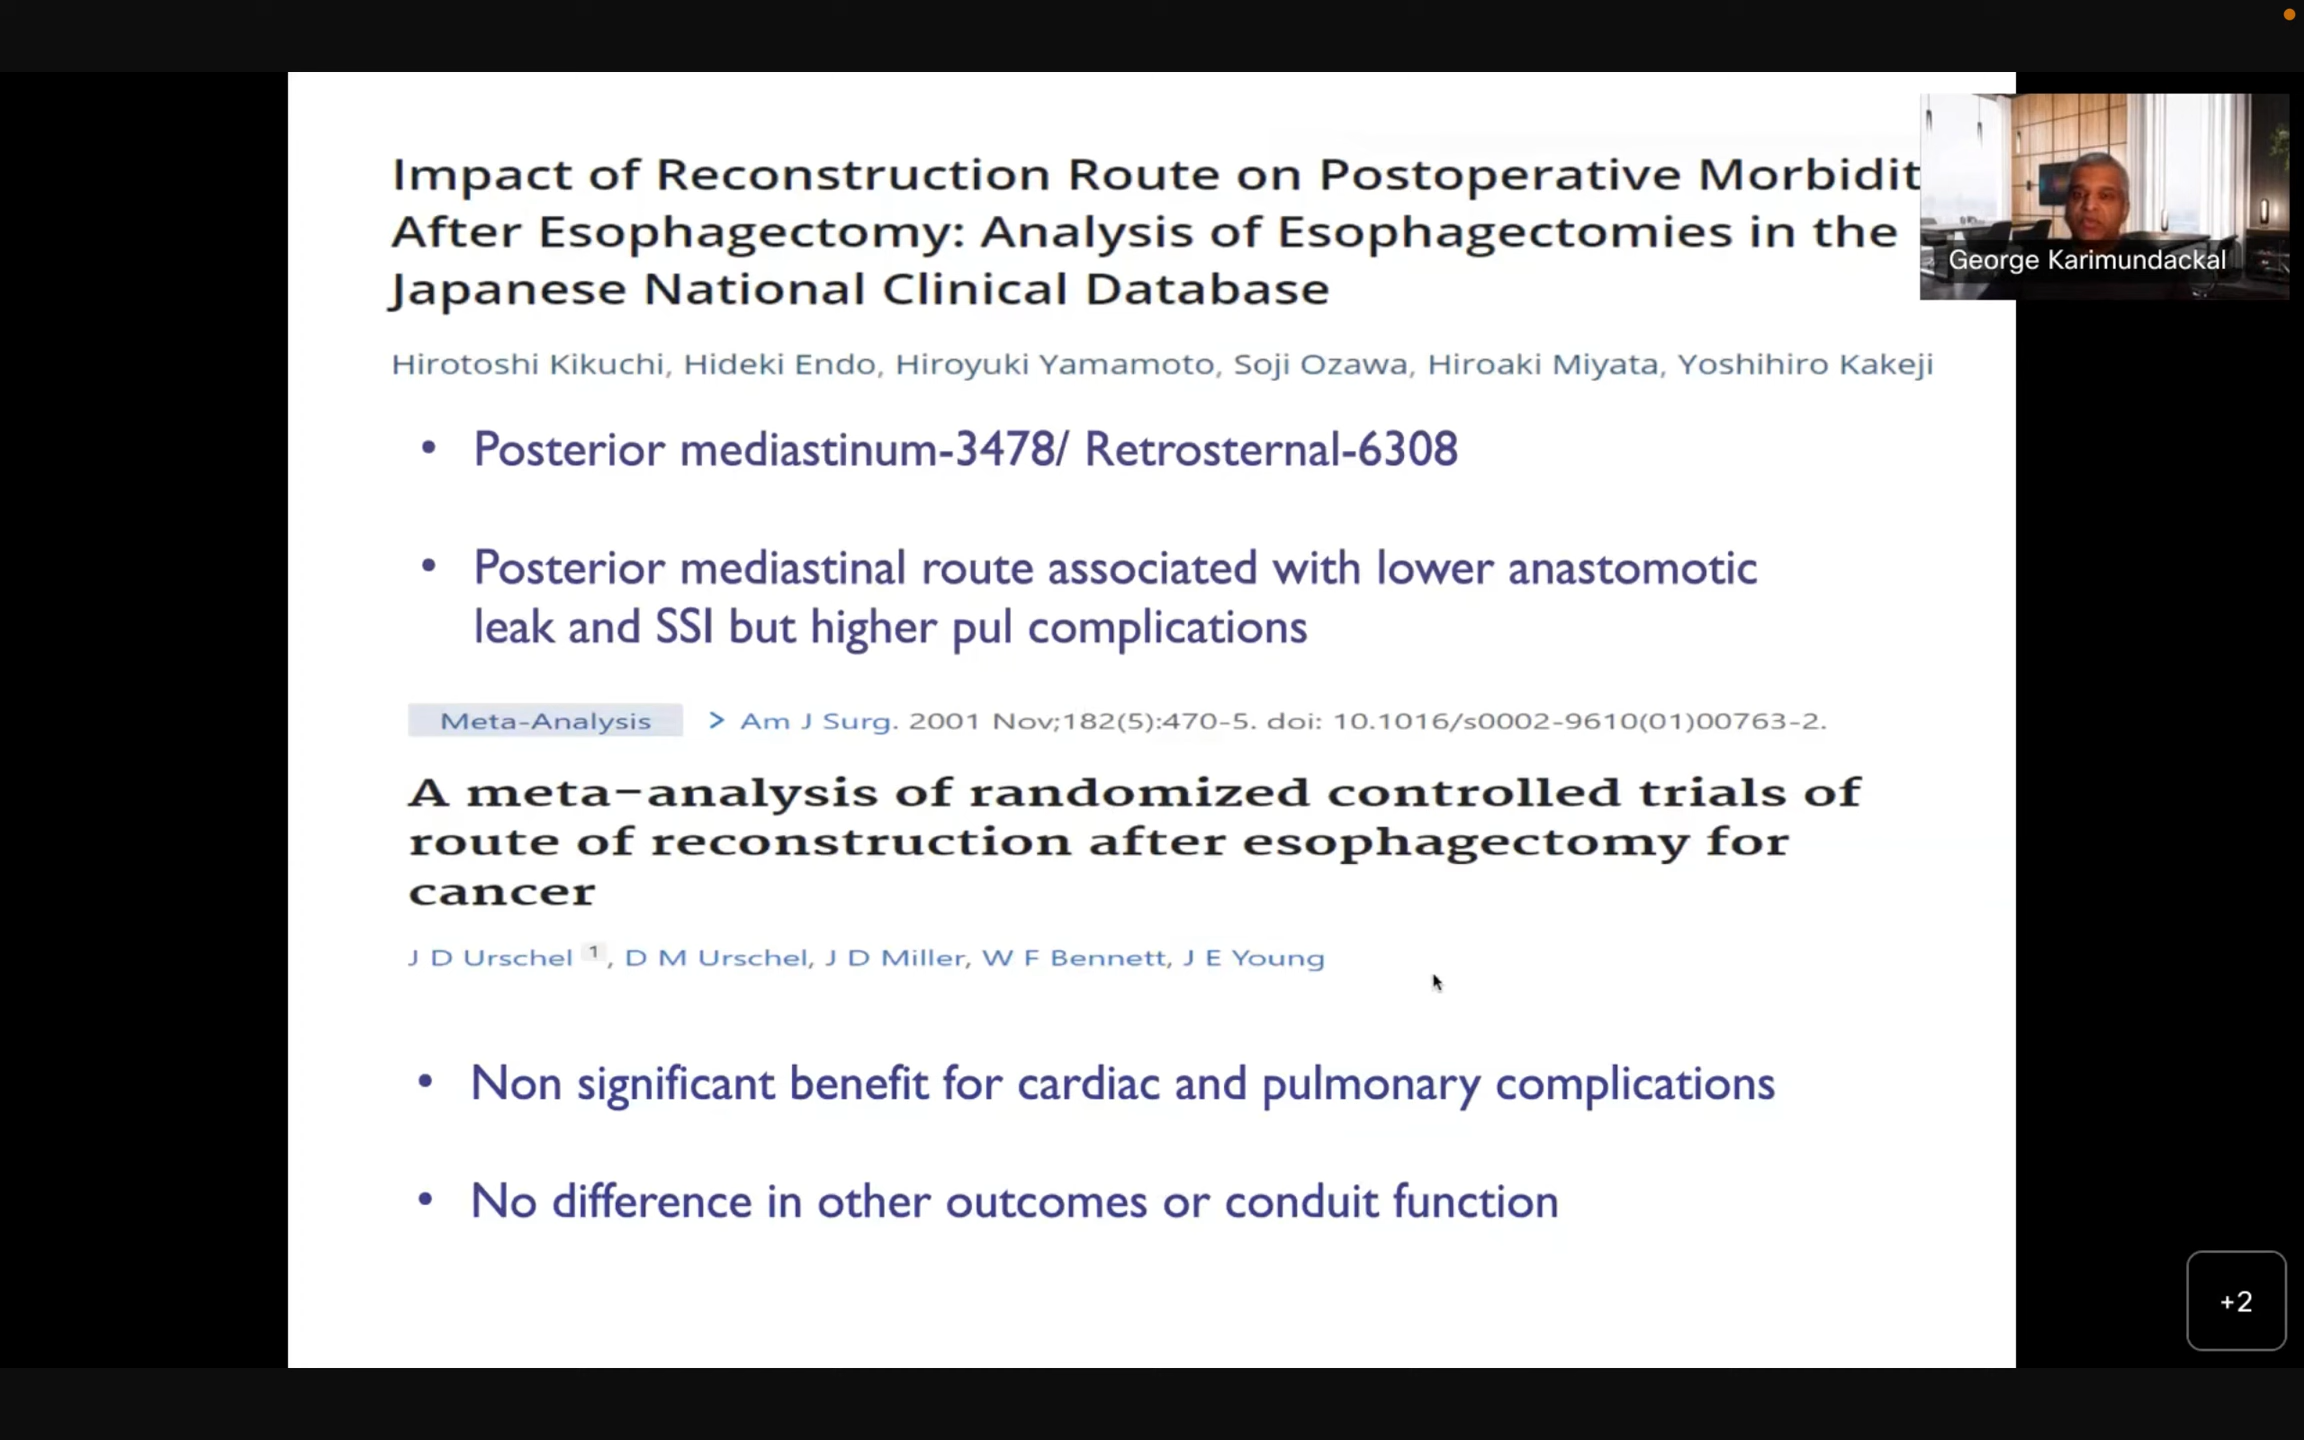 Impact of Reconstruction Route on Postoperative Morbidit
After Esophagectomy: Analysis of Esophagectomies in the
Japanese National Clinical Database
George Karimundackal
Hirotoshi Kikuchi, Hideki Endo, Hiroyuki Yamamoto, Soji Ozawa, Hiroaki Miyata, Yoshihiro Kakeji
• Posterior mediastinum-3478/ Retrosternal-6308
• Posterior mediastinal route associated with lower anastomotic
leak and SSI but higher pul complications
Meta-Analysis > Am J Surg. 2001 Nov;182(5):470-5. doi: 10.1016/s0002-9610(01)00763-2.
A meta-analysis of randomized controlled trials of
route of reconstruction after esophagectomy for
cancer
J D Urschel 1, D M Urschel, J D Miller, W F Bennett, J E Young
• Non significant benefit for cardiac and pulmonary complications
• No difference in other outcomes or conduit function
+2